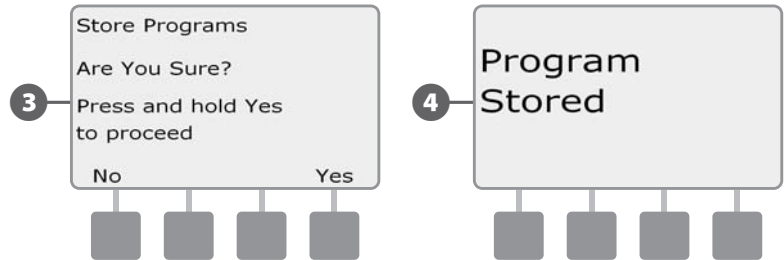 Store Programs
Are You Sure?
3
Press and hold Yes
to proceed
No Yes
Program
4
Stored